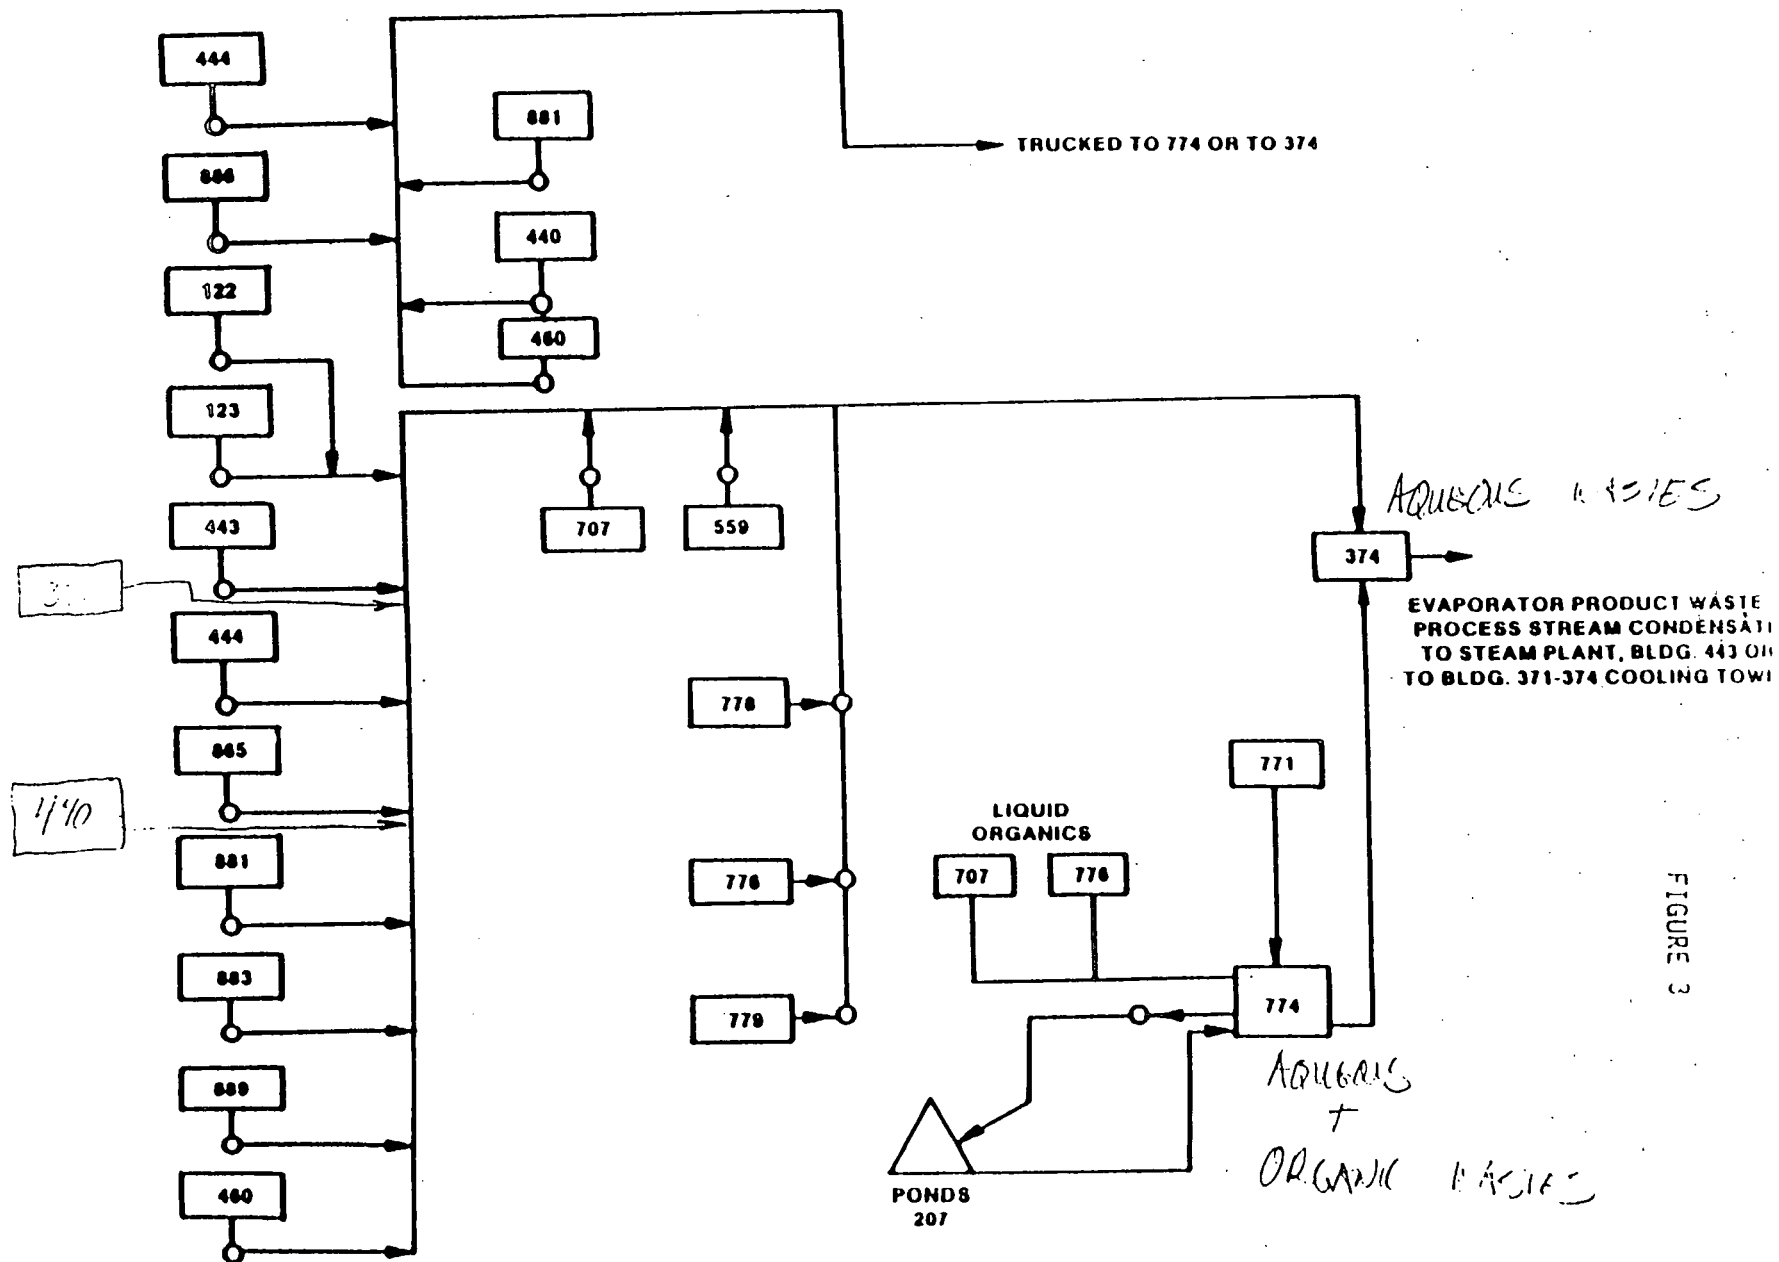 444
881
TRUCKED TO 774 OR TO 374
886
440
122
460
123
443
707
559
AQUEOUS
374
EVAPORATOR PRODUCT WASTE
PROCESS STREAM
TO STEAM PLANT, BLDG. 443
TO BLDG. 371-374 COOLING
444
778
865
771
440
LIQUID
ORGANICS
881
776
707
776
FIGURE 3
883
779
774
AQUEOUS
+
ORGANIC
889
460
PONDS
207